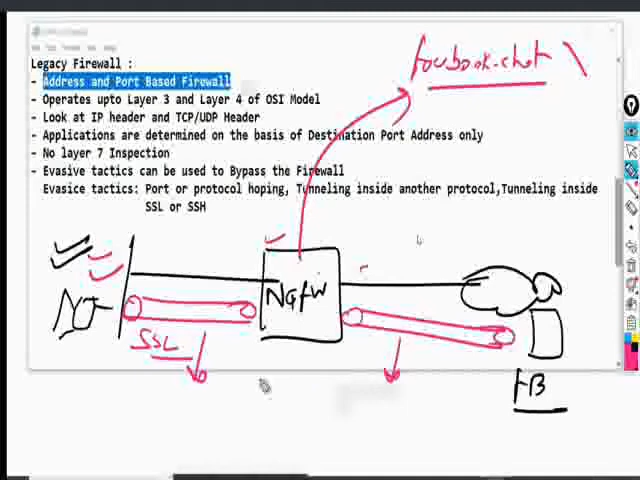 Legacy Firewall :
- Address and Port Based Firewall
- Operates upto Layer 3 and Layer 4 of OSI Model
- Look at IP header and TCP/UDP Header
- Applications are determined on the basis of Destination Port Address only
- No layer 7 Inspection
- Evasive tactics can be used to Bypass the Firewall
Evasice tactics: Port or protocol hoping, Tunneling inside another protocol,Tunneling inside
SSL or SSH
facebook-chat
NGFW
SSL
FB